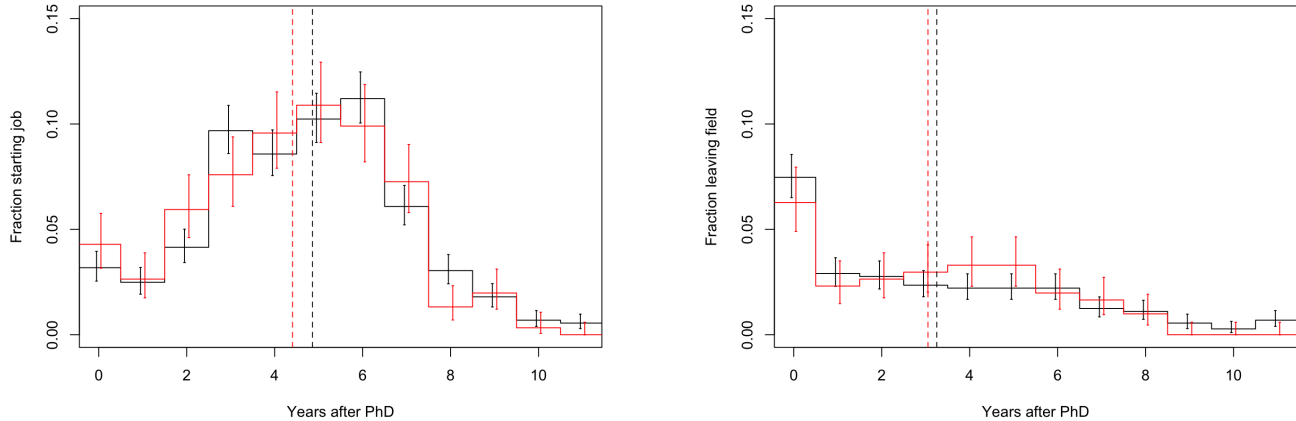 Fraction starting job
0.00 0.05 0.10 0.15
0 2 4 6 8 10
Years after PhD
Fraction leaving field
0.00 0.05 0.10 0.15
0 2 4 6 8 10
Years after PhD